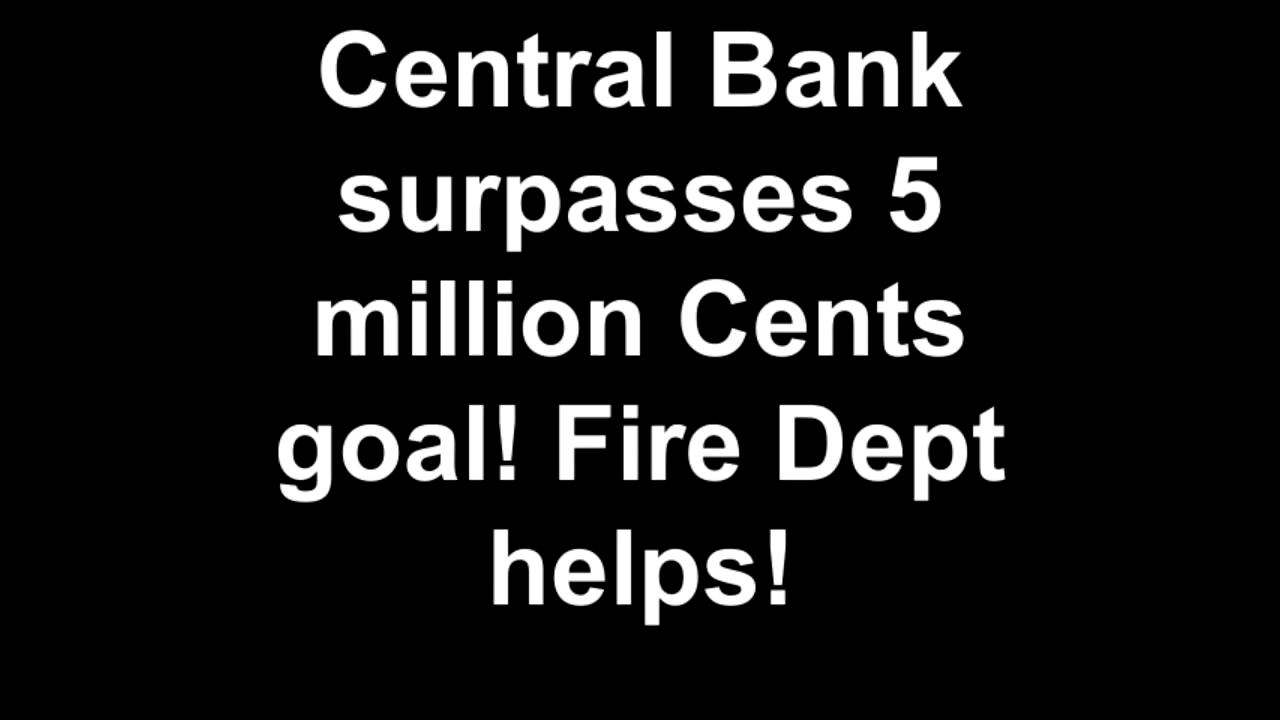 Central Bank
surpasses 5
million Cents
goal! Fire Dept
helps!